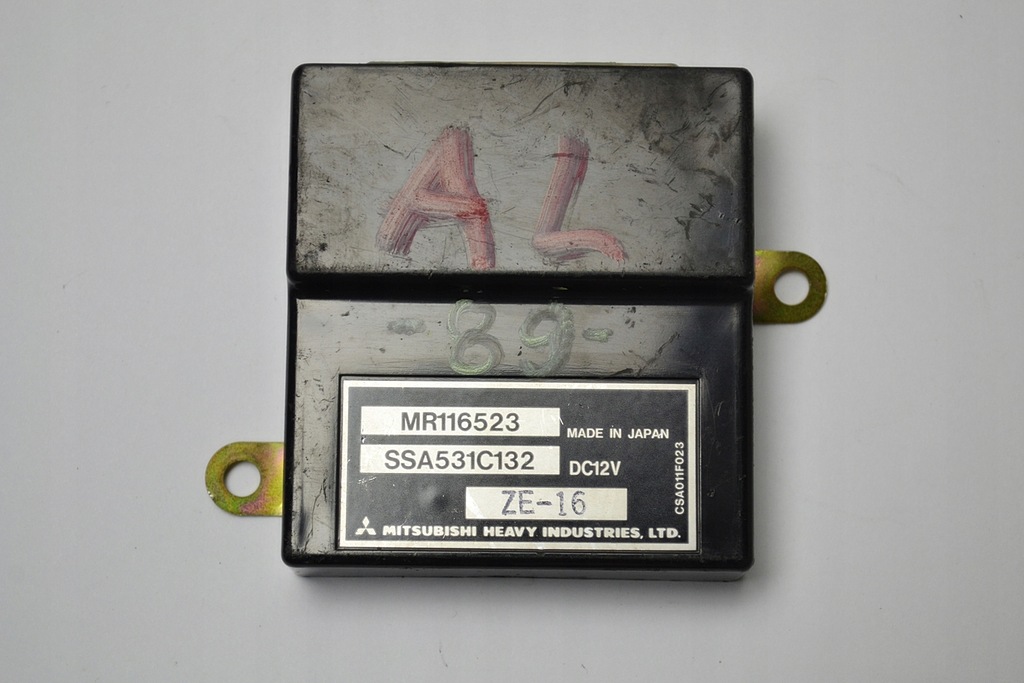 AL
-89-
MR116523
MADE IN JAPAN
SSA531C132
DC12V
CSA011F023
ZE-16
MITSUBISHI HEAVY INDUSTRIES, LTD.